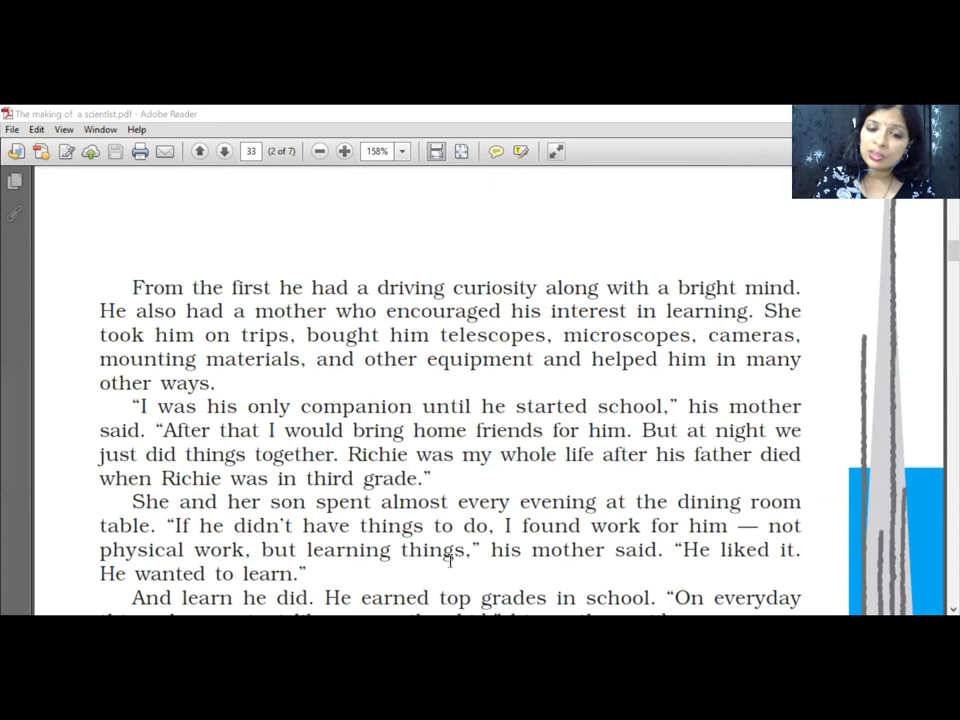 The making of a scientist.pdf - Adobe Reader
File Edit View Window Help
33 (2 of 7) 158%
From the first he had a driving curiosity along with a bright mind.
He also had a mother who encouraged his interest in learning. She
took him on trips, bought him telescopes, microscopes, cameras,
mounting materials, and other equipment and helped him in many
other ways.
“I was his only companion until he started school,” his mother
said. “After that I would bring home friends for him. But at night we
just did things together. Richie was my whole life after his father died
when Richie was in third grade.”
She and her son spent almost every evening at the dining room
table. “If he didn’t have things to do, I found work for him — not
physical work, but learning things,” his mother said. “He liked it.
He wanted to learn.”
And learn he did. He earned top grades in school. “On everyday